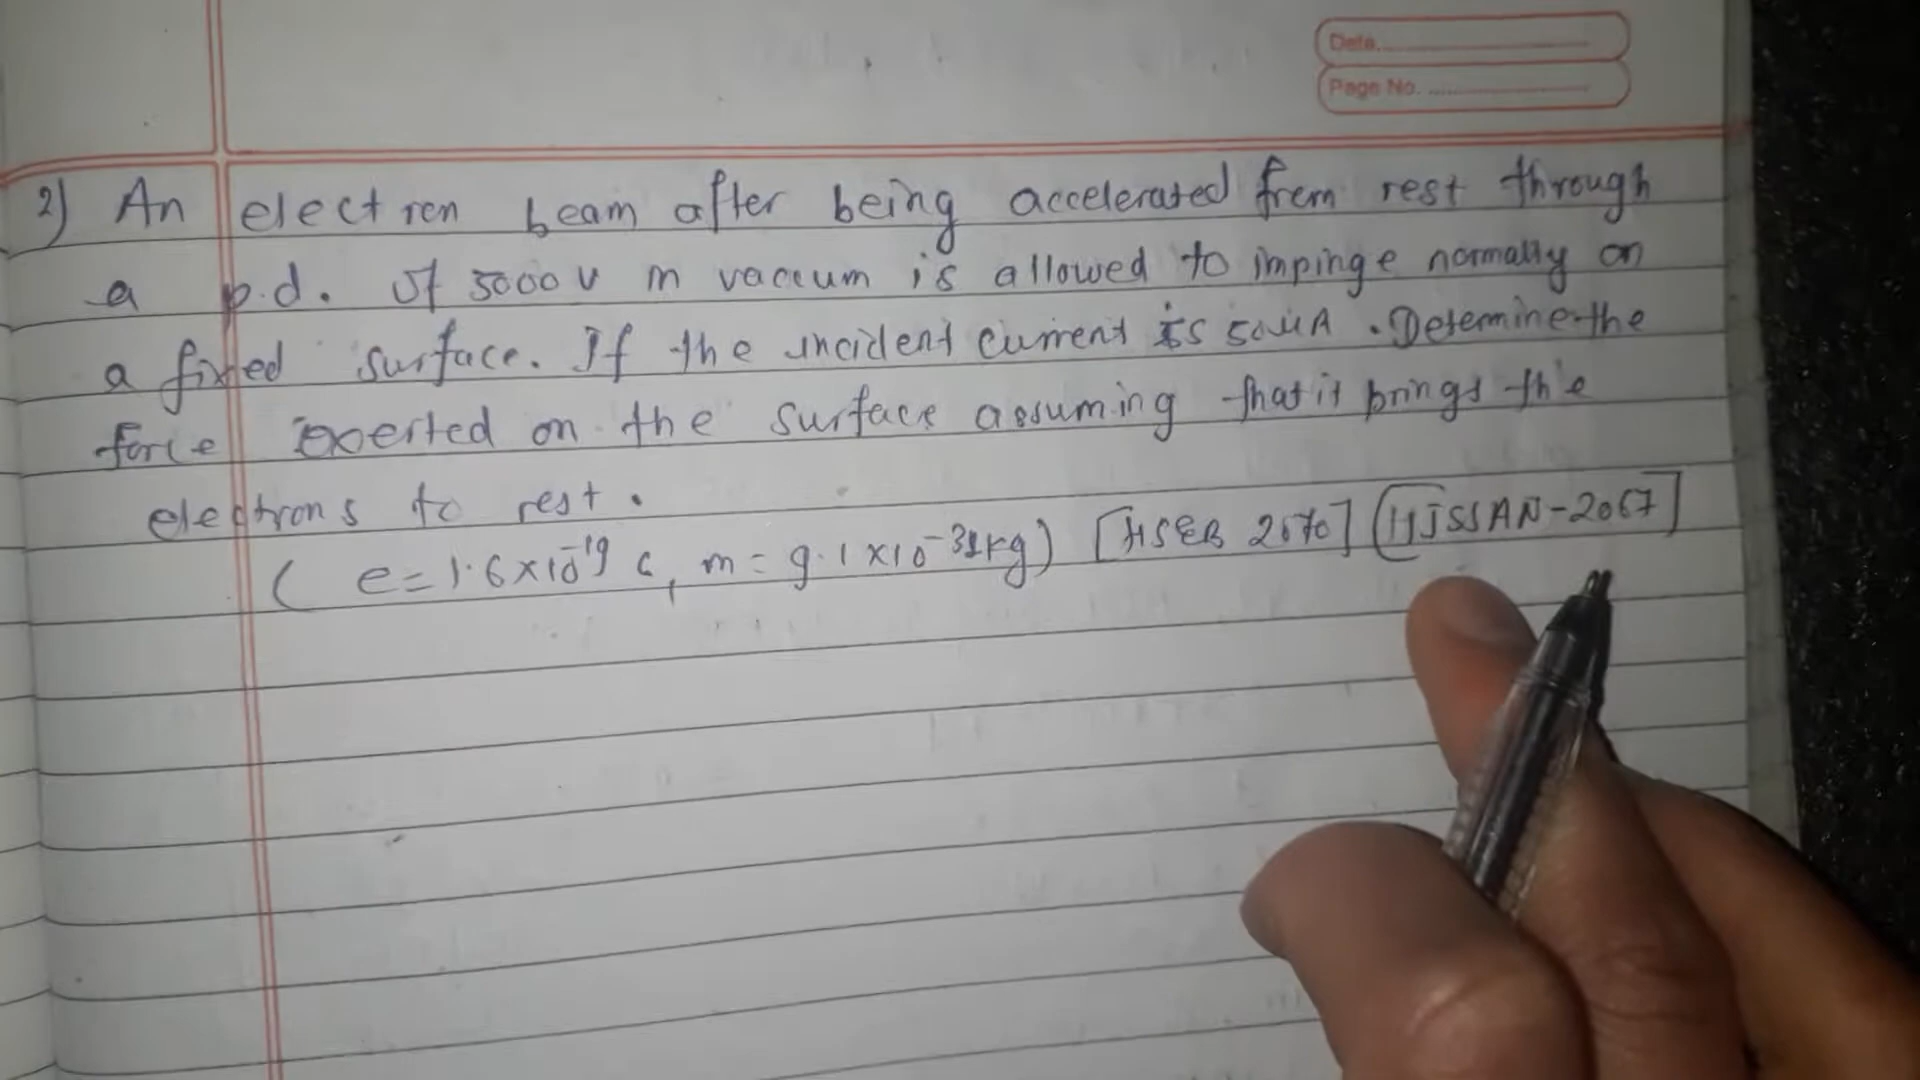 Date.
Page No.
2) An electron beam after being accelerated from rest through
a p.d. of 5000 v in vaccum is allowed to impinge normally on
a fixed surface. If the incident current is 50μA. Determine the
force exerted on the surface assuming that it brings the
electrons to rest.
( e = 1.6×10^-19 C, m = 9.1×10^-31 kg) [HSEB 2070] [HISSAN-2067]